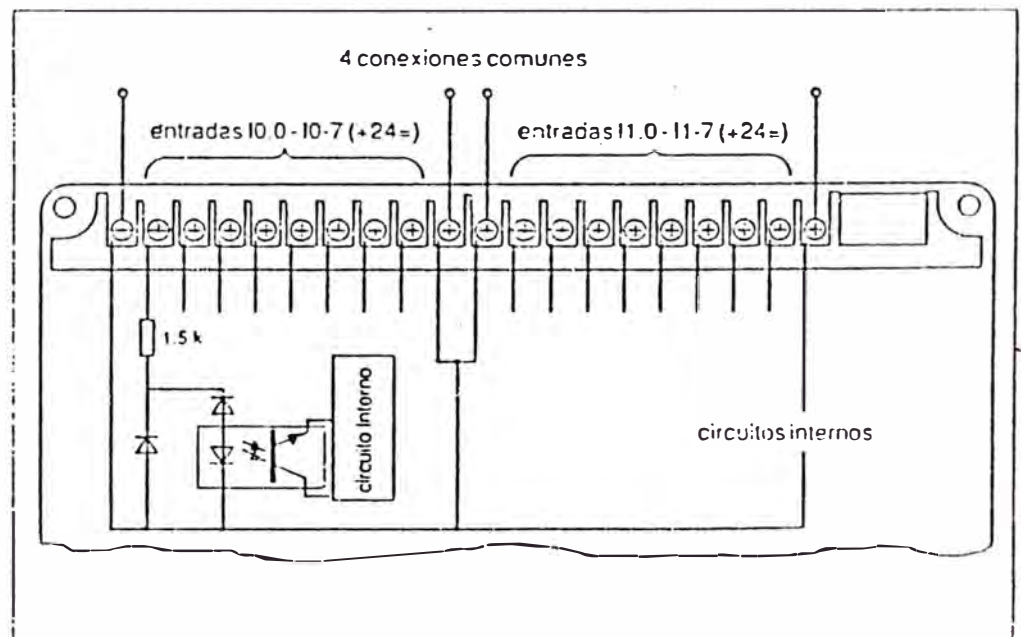 4 conexiones comunes
entradas I0.0 - I0-7 (+24=)
entradas I1.0 - I1-7 (+24=)
1.5 k
circuito Interno
circuitos internos